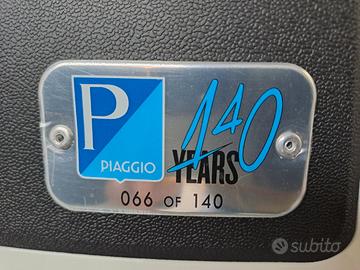 P
PIAGGIO
140
YEARS
066 OF 140
subito